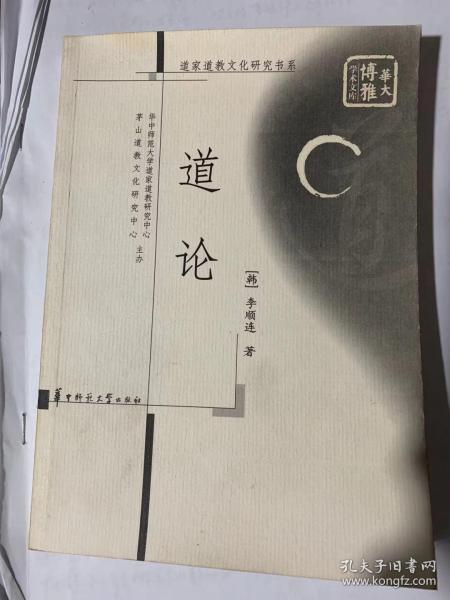 道家道教文化研究书系
華大
博雅
学术文库
华中师范大学道家道教研究中心
茅山道教文化研究中心
主办
道论
[韩]李顺连 著
华中师范大学出版社
孔夫子旧书网
www.kongfz.com